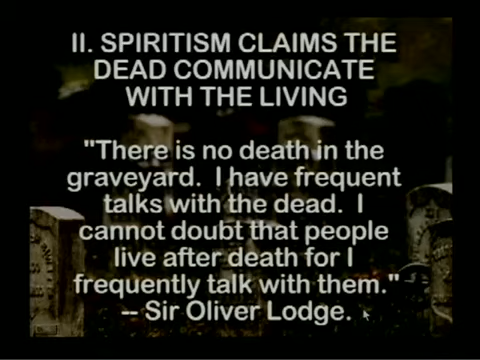 II. SPIRITISM CLAIMS THE
DEAD COMMUNICATE
WITH THE LIVING
"There is no death in the
graveyard.  I have frequent
talks with the dead.  I
cannot doubt that people
live after death for I
frequently talk with them."
-- Sir Oliver Lodge.